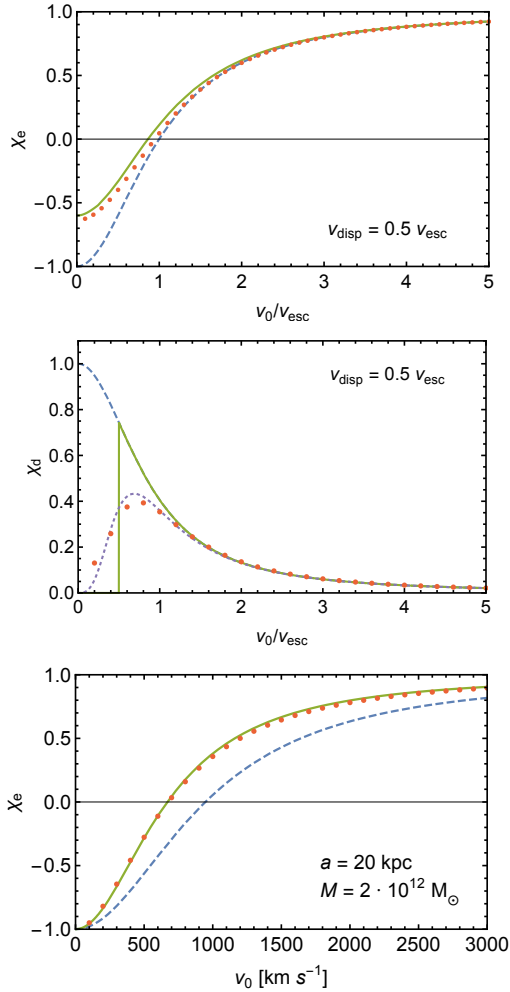 1.0
0.5
0.0
−0.5
−1.0
χe
vdisp = 0.5 vesc
0 1 2 3 4 5
v0/vesc
1.0
0.8
0.6
0.4
0.2
0.0
χd
vdisp = 0.5 vesc
0 1 2 3 4 5
v0/vesc
1.0
0.5
0.0
−0.5
−1.0
χe
a = 20 kpc
M = 2 · 10¹² M☉
0 500 1000 1500 2000 2500 3000
v0 [km s⁻¹]